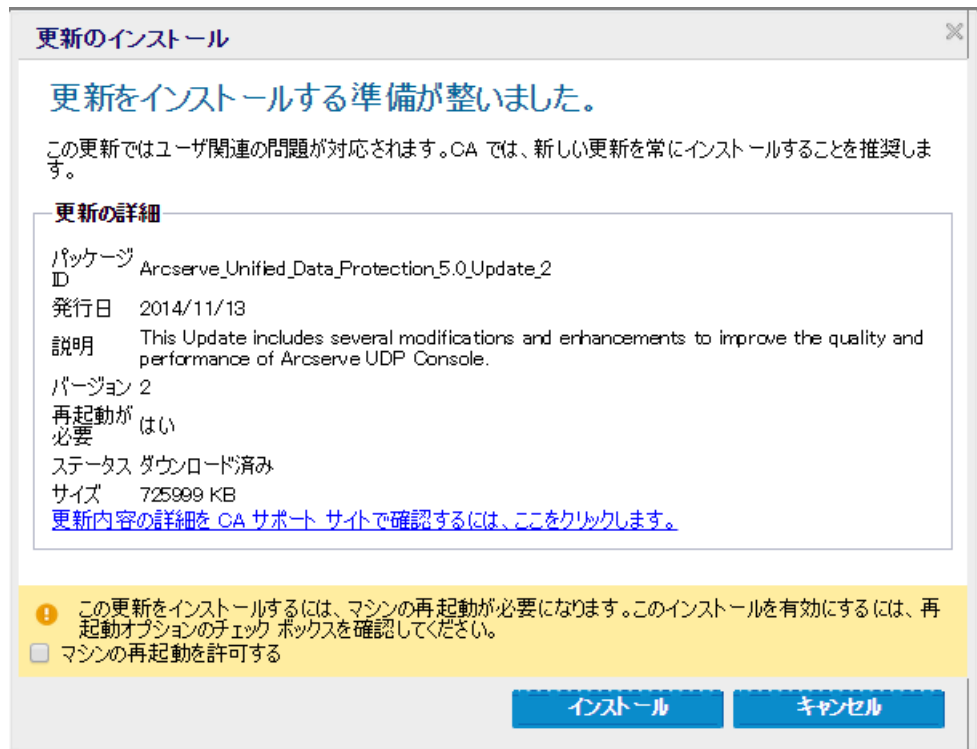 更新のインストール
更新をインストールする準備が整いました。
この更新ではユーザ関連の問題が対応されます。CA では、新しい更新を常にインストールすることを推奨しま
す。
更新の詳細
パッケージ
ID
Arcserve_Unified_Data_Protection_5.0_Update_2
発行日 2014/11/13
説明 This Update includes several modifications and enhancements to improve the quality and
performance of Arcserve UDP Console.
バージョン 2
再起動が
必要
はい
ステータス ダウンロード済み
サイズ 725999 KB
更新内容の詳細を CA サポート サイトで確認するには、ここをクリックします。
この更新をインストールするには、マシンの再起動が必要になります。このインストールを有効にするには、再
起動オプションのチェック ボックスを確認してください。
マシンの再起動を許可する
インストール キャンセル